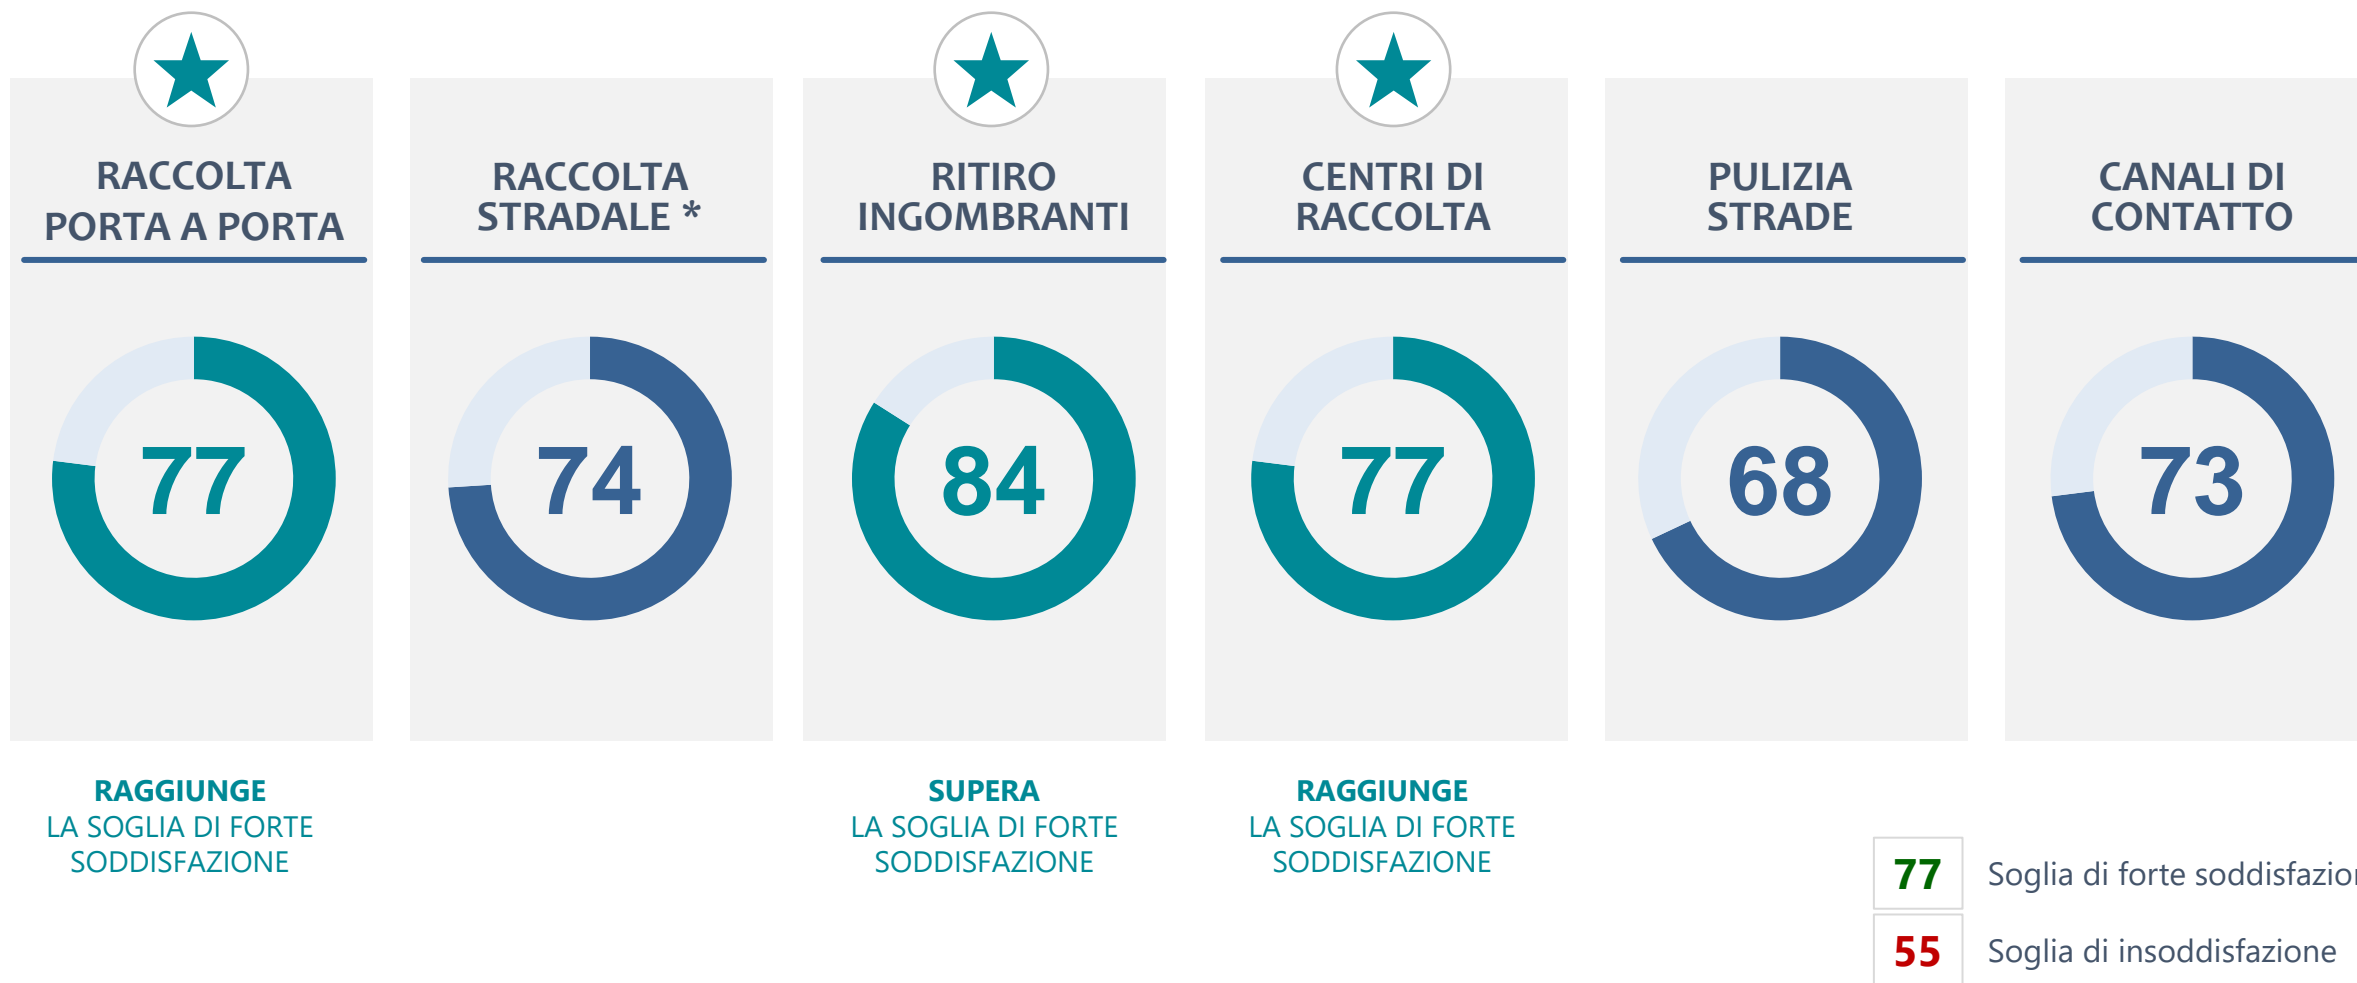 RACCOLTA
PORTA A PORTA
RACCOLTA
STRADALE *
RITIRO
INGOMBRANTI
CENTRI DI
RACCOLTA
PULIZIA
STRADE
CANALI DI
CONTATTO
77
74
84
77
68
73
RAGGIUNGE
LA SOGLIA DI FORTE
SODDISFAZIONE
SUPERA
LA SOGLIA DI FORTE
SODDISFAZIONE
RAGGIUNGE
LA SOGLIA DI FORTE
SODDISFAZIONE
77 Soglia di forte
55 Soglia di insoddisfazione